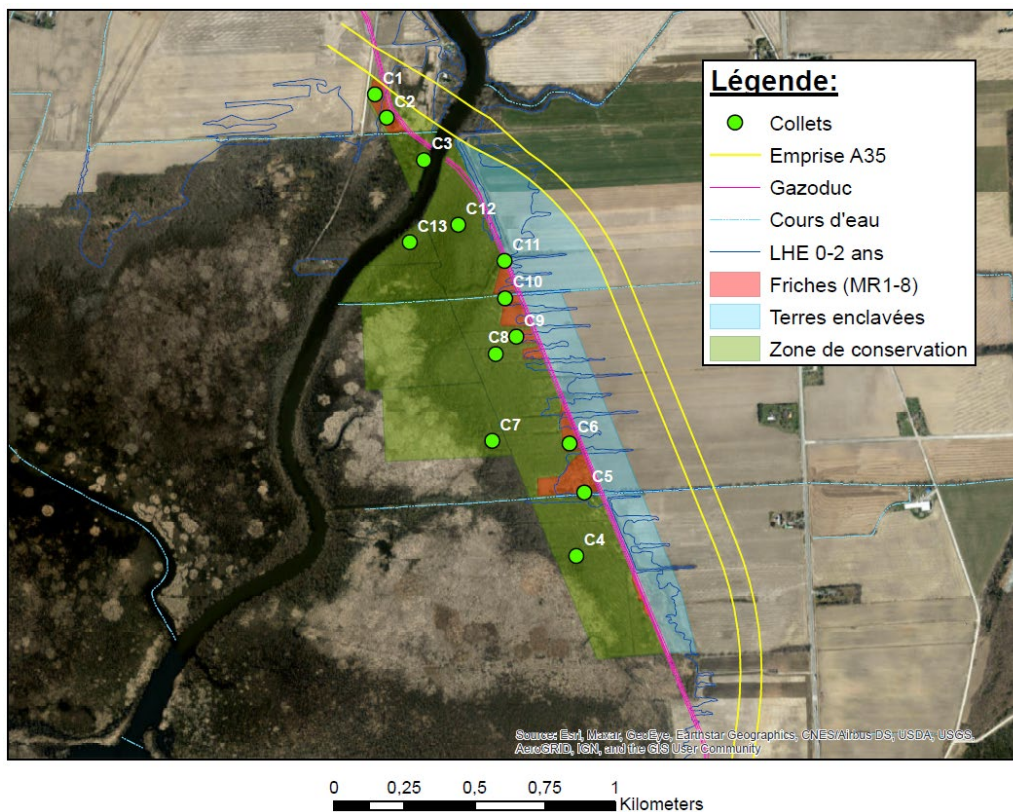 C1
C2
C3
C12
C13
C11
C10
C9
C8
C6
C7
C5
C4
Légende:
Collets
Emprise A35
Gazoduc
Cours d'eau
LHE 0-2 ans
Friches (MR1-8)
Terres enclavées
Zone de conservation
Source: Esri, Maxar, GeoEye, Earthstar Geographics, CNES/Airbus DS, USDA, USGS,
AeroGRID, IGN, and the GIS User Community
0 0,25 0,5 0,75 1
Kilometers